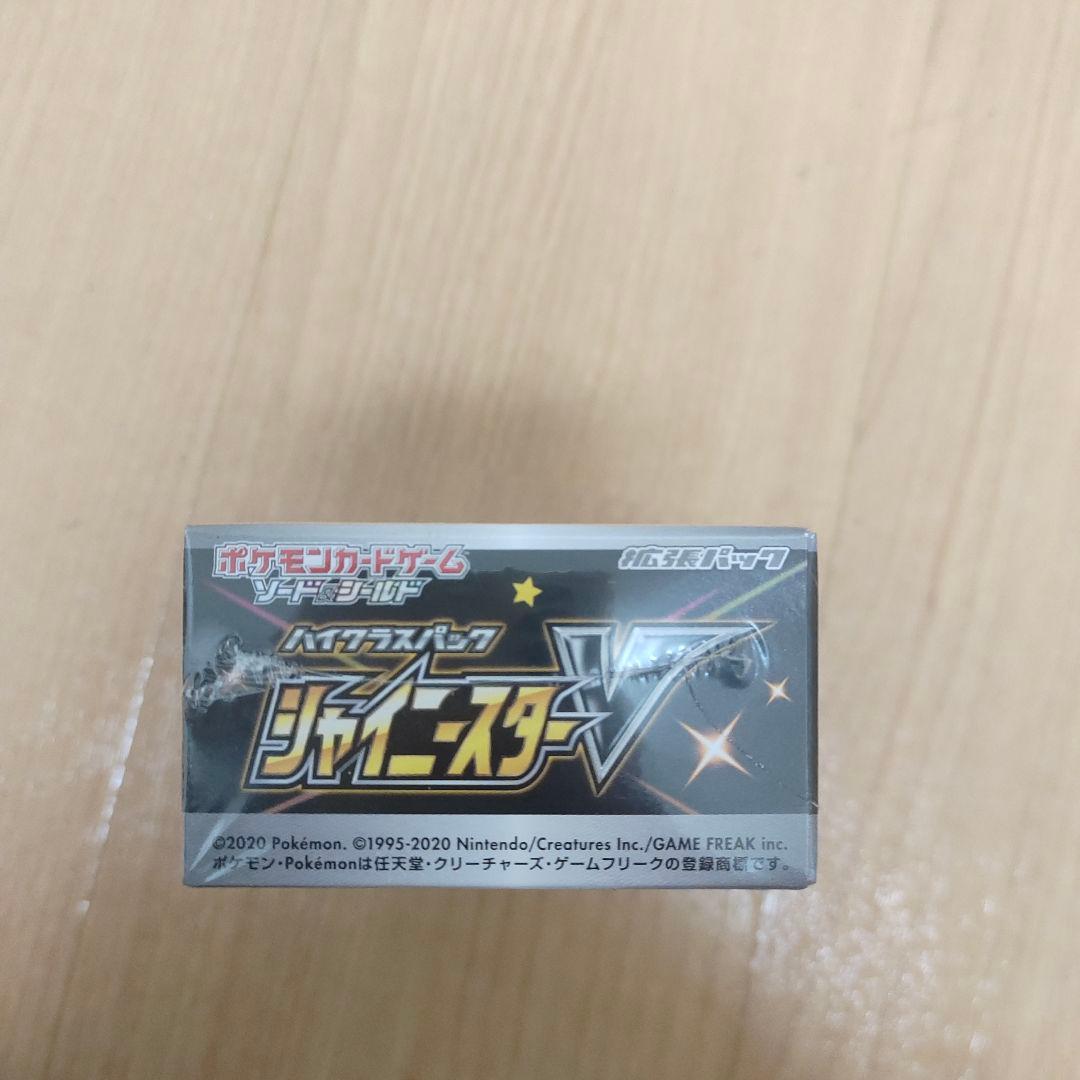 ポケモンカードゲーム
ソード&シールド
拡張パック
ハイクラスパック
シャイニースターV
©2020 Pokémon. ©1995-2020 Nintendo/Creatures Inc./GAME FREAK inc.
ポケモン・Pokémonは任天堂・クリーチャーズ・ゲームフリークの登録商標です。